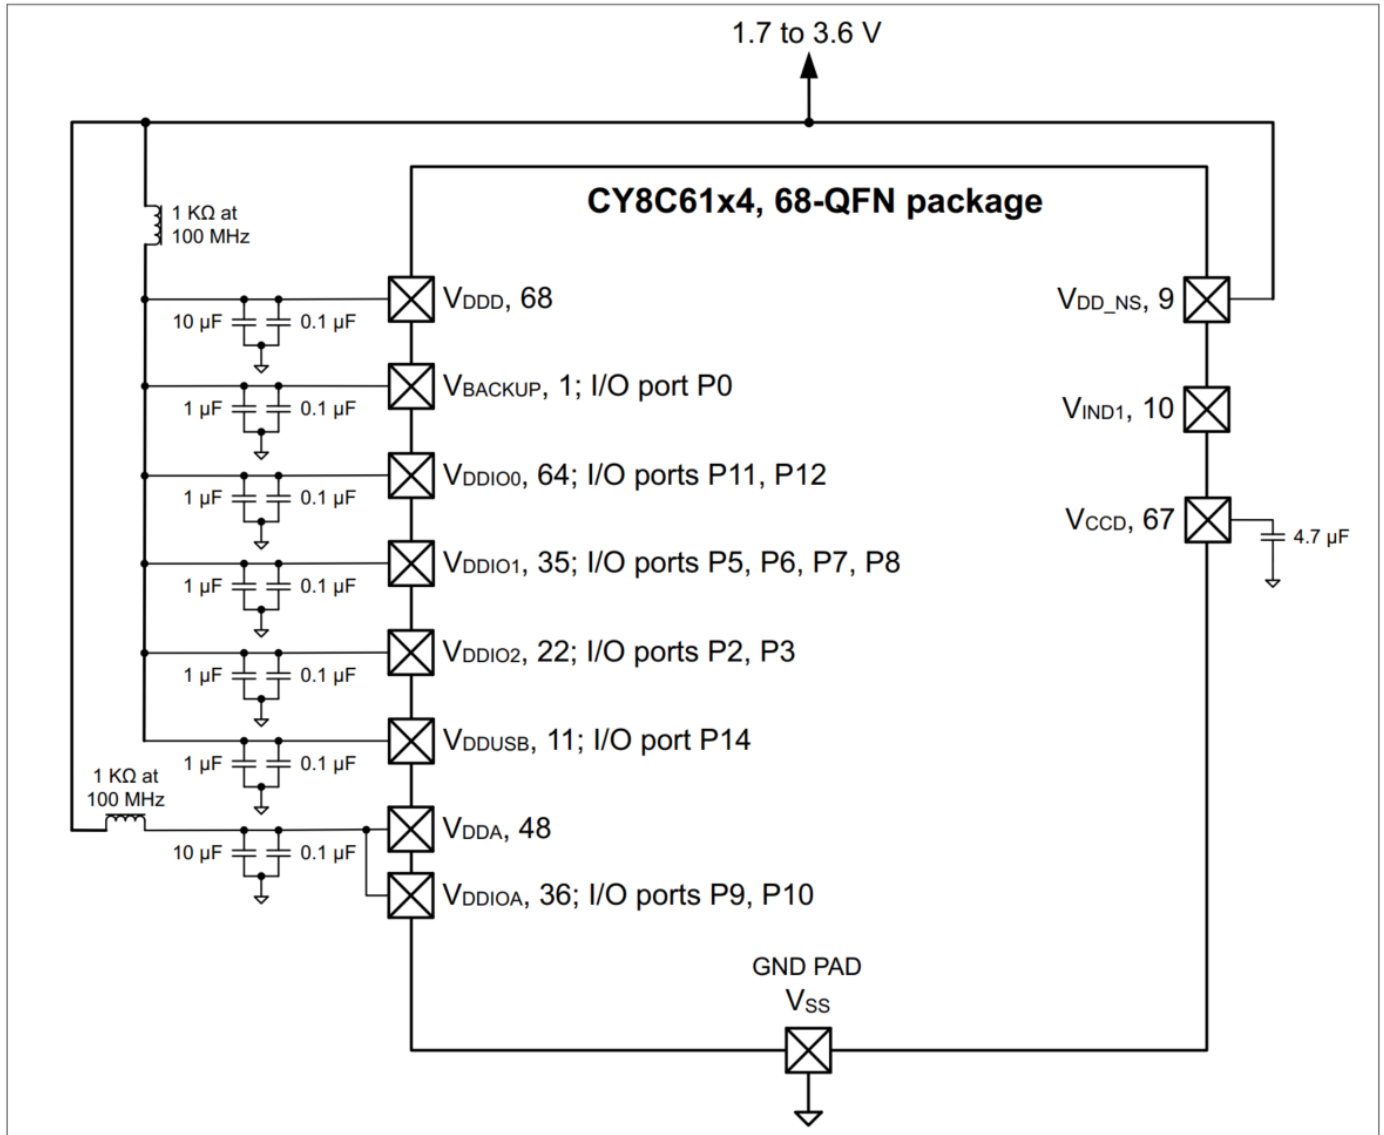 1.7 to 3.6 V
CY8C61x4, 68-QFN package
1 KΩ at
100 MHz
VDDD, 68
10 µF
0.1 µF
VBACKUP, 1; I/O port P0
1 µF
0.1 µF
VDDIO0, 64; I/O ports P11, P12
1 µF
0.1 µF
VDDIO1, 35; I/O ports P5, P6, P7, P8
1 µF
0.1 µF
VDDIO2, 22; I/O ports P2, P3
1 µF
0.1 µF
VDDUSB, 11; I/O port P14
1 µF
0.1 µF
1 KΩ at
100 MHz
VDDA, 48
10 µF
0.1 µF
VDDIOA, 36; I/O ports P9, P10
VDD_NS, 9
VIND1, 10
VCCD, 67
4.7 µF
GND PAD
VSS